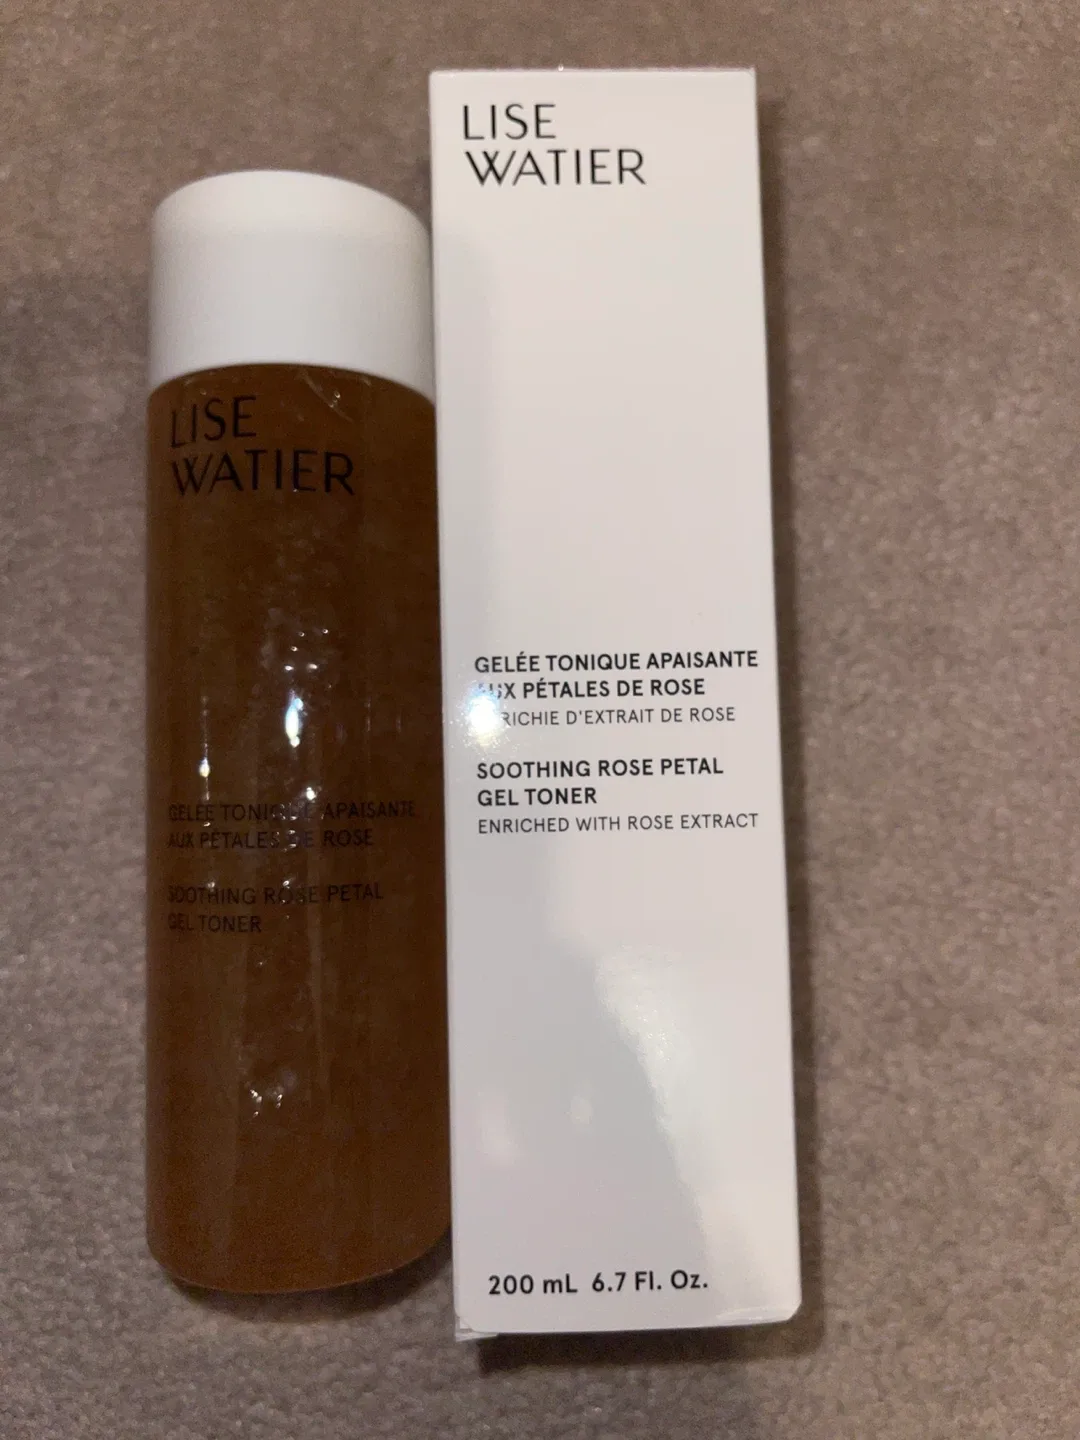 LISE
WATIER
GELÉE TONIQUE APAISANTE
AUX PÉTALES DE ROSE
SOOTHING ROSE PETAL
GEL TONER
LISE
WATIER
GELÉE TONIQUE APAISANTE
AUX PÉTALES DE ROSE
ENRICHIE D'EXTRAIT DE ROSE
SOOTHING ROSE PETAL
GEL TONER
ENRICHED WITH ROSE EXTRACT
200 mL 6.7 Fl. Oz.